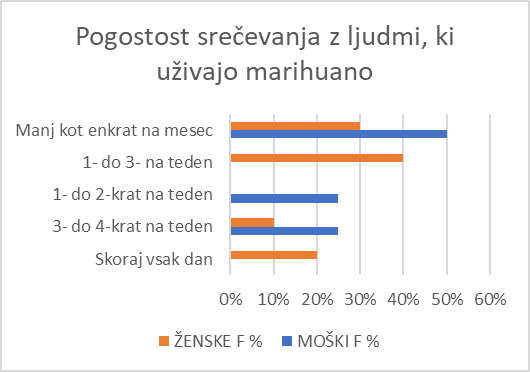 Pogostost srečevanja z ljudmi, ki
uživajo marihuano
Manj kot enkrat na mesec
1- do 3- na teden
1- do 2-krat na teden
3- do 4-krat na teden
Skoraj vsak dan
0% 10% 20% 30% 40% 50% 60%
ŽENSKE F % MOŠKI F %